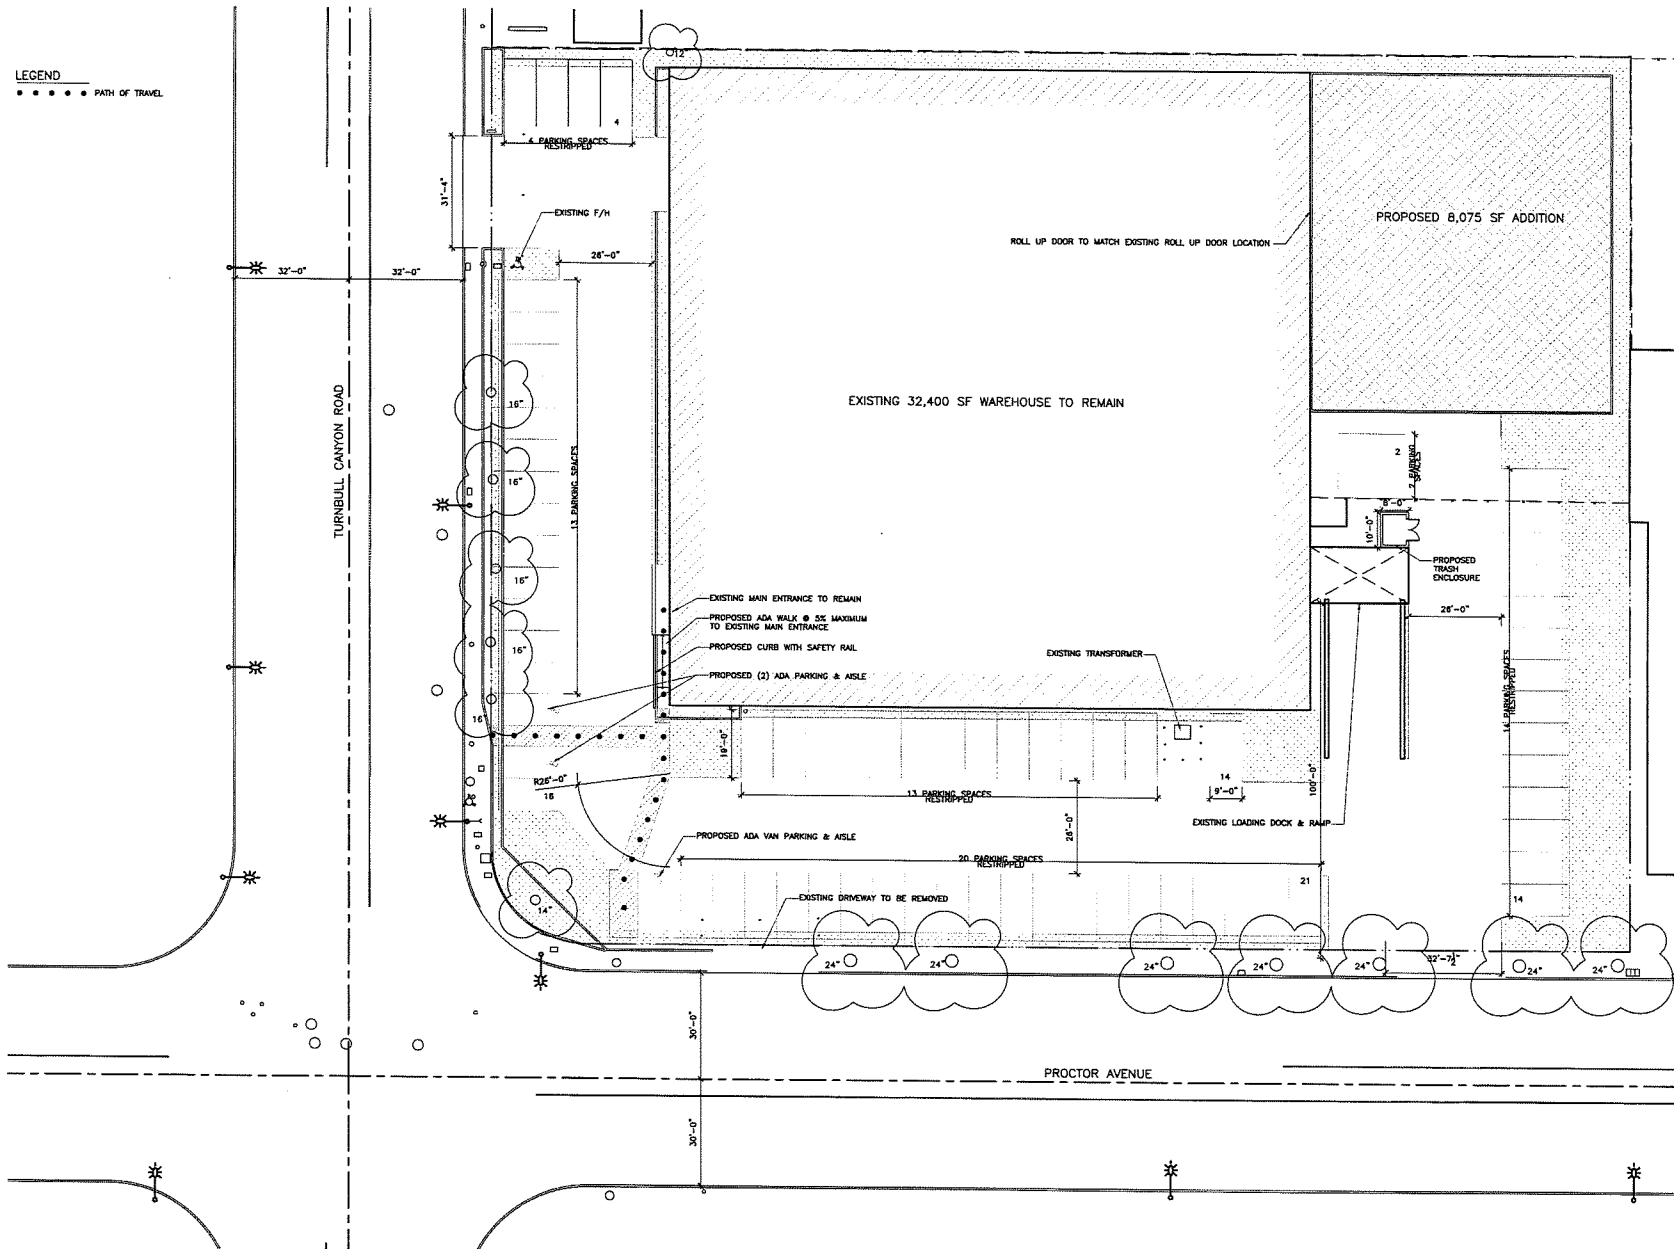 LEGEND
PATH OF TRAVEL
12"
4
4 PARKING SPACES
RESTRIPPED
31'-4"
EXISTING F/H
26'-0"
32'-0"
32'-0"
ROLL UP DOOR TO MATCH EXISTING ROLL UP DOOR LOCATION
PROPOSED 8,075 SF ADDITION
EXISTING 32,400 SF WAREHOUSE TO REMAIN
TURNBULL CANYON ROAD
16"
16"
16"
16"
16"
13 PARKING SPACES
2
2 PARKING
SPACES
8'-0"
10'-0"
PROPOSED
TRASH
ENCLOSURE
26'-0"
EXISTING MAIN ENTRANCE TO REMAIN
PROPOSED ADA WALK @ 5% MAXIMUM
TO EXISTING MAIN ENTRANCE
PROPOSED CURB WITH SAFETY RAIL
PROPOSED (2) ADA PARKING & AISLE
EXISTING TRANSFORMER
14 PARKING SPACES
RESTRIPPED
19'-0"
R26'-0"
16
13 PARKING SPACES
RESTRIPPED
14
9'-0"
100'-0"
26'-0"
EXISTING LOADING DOCK & RAMP
PROPOSED ADA VAN PARKING & AISLE
20 PARKING SPACES
RESTRIPPED
21
14
EXISTING DRIVEWAY TO BE REMOVED
14"
24"
24"
24"
24"
24"
32'-7½"
24"
24"
30'-0"
PROCTOR AVENUE
30'-0"